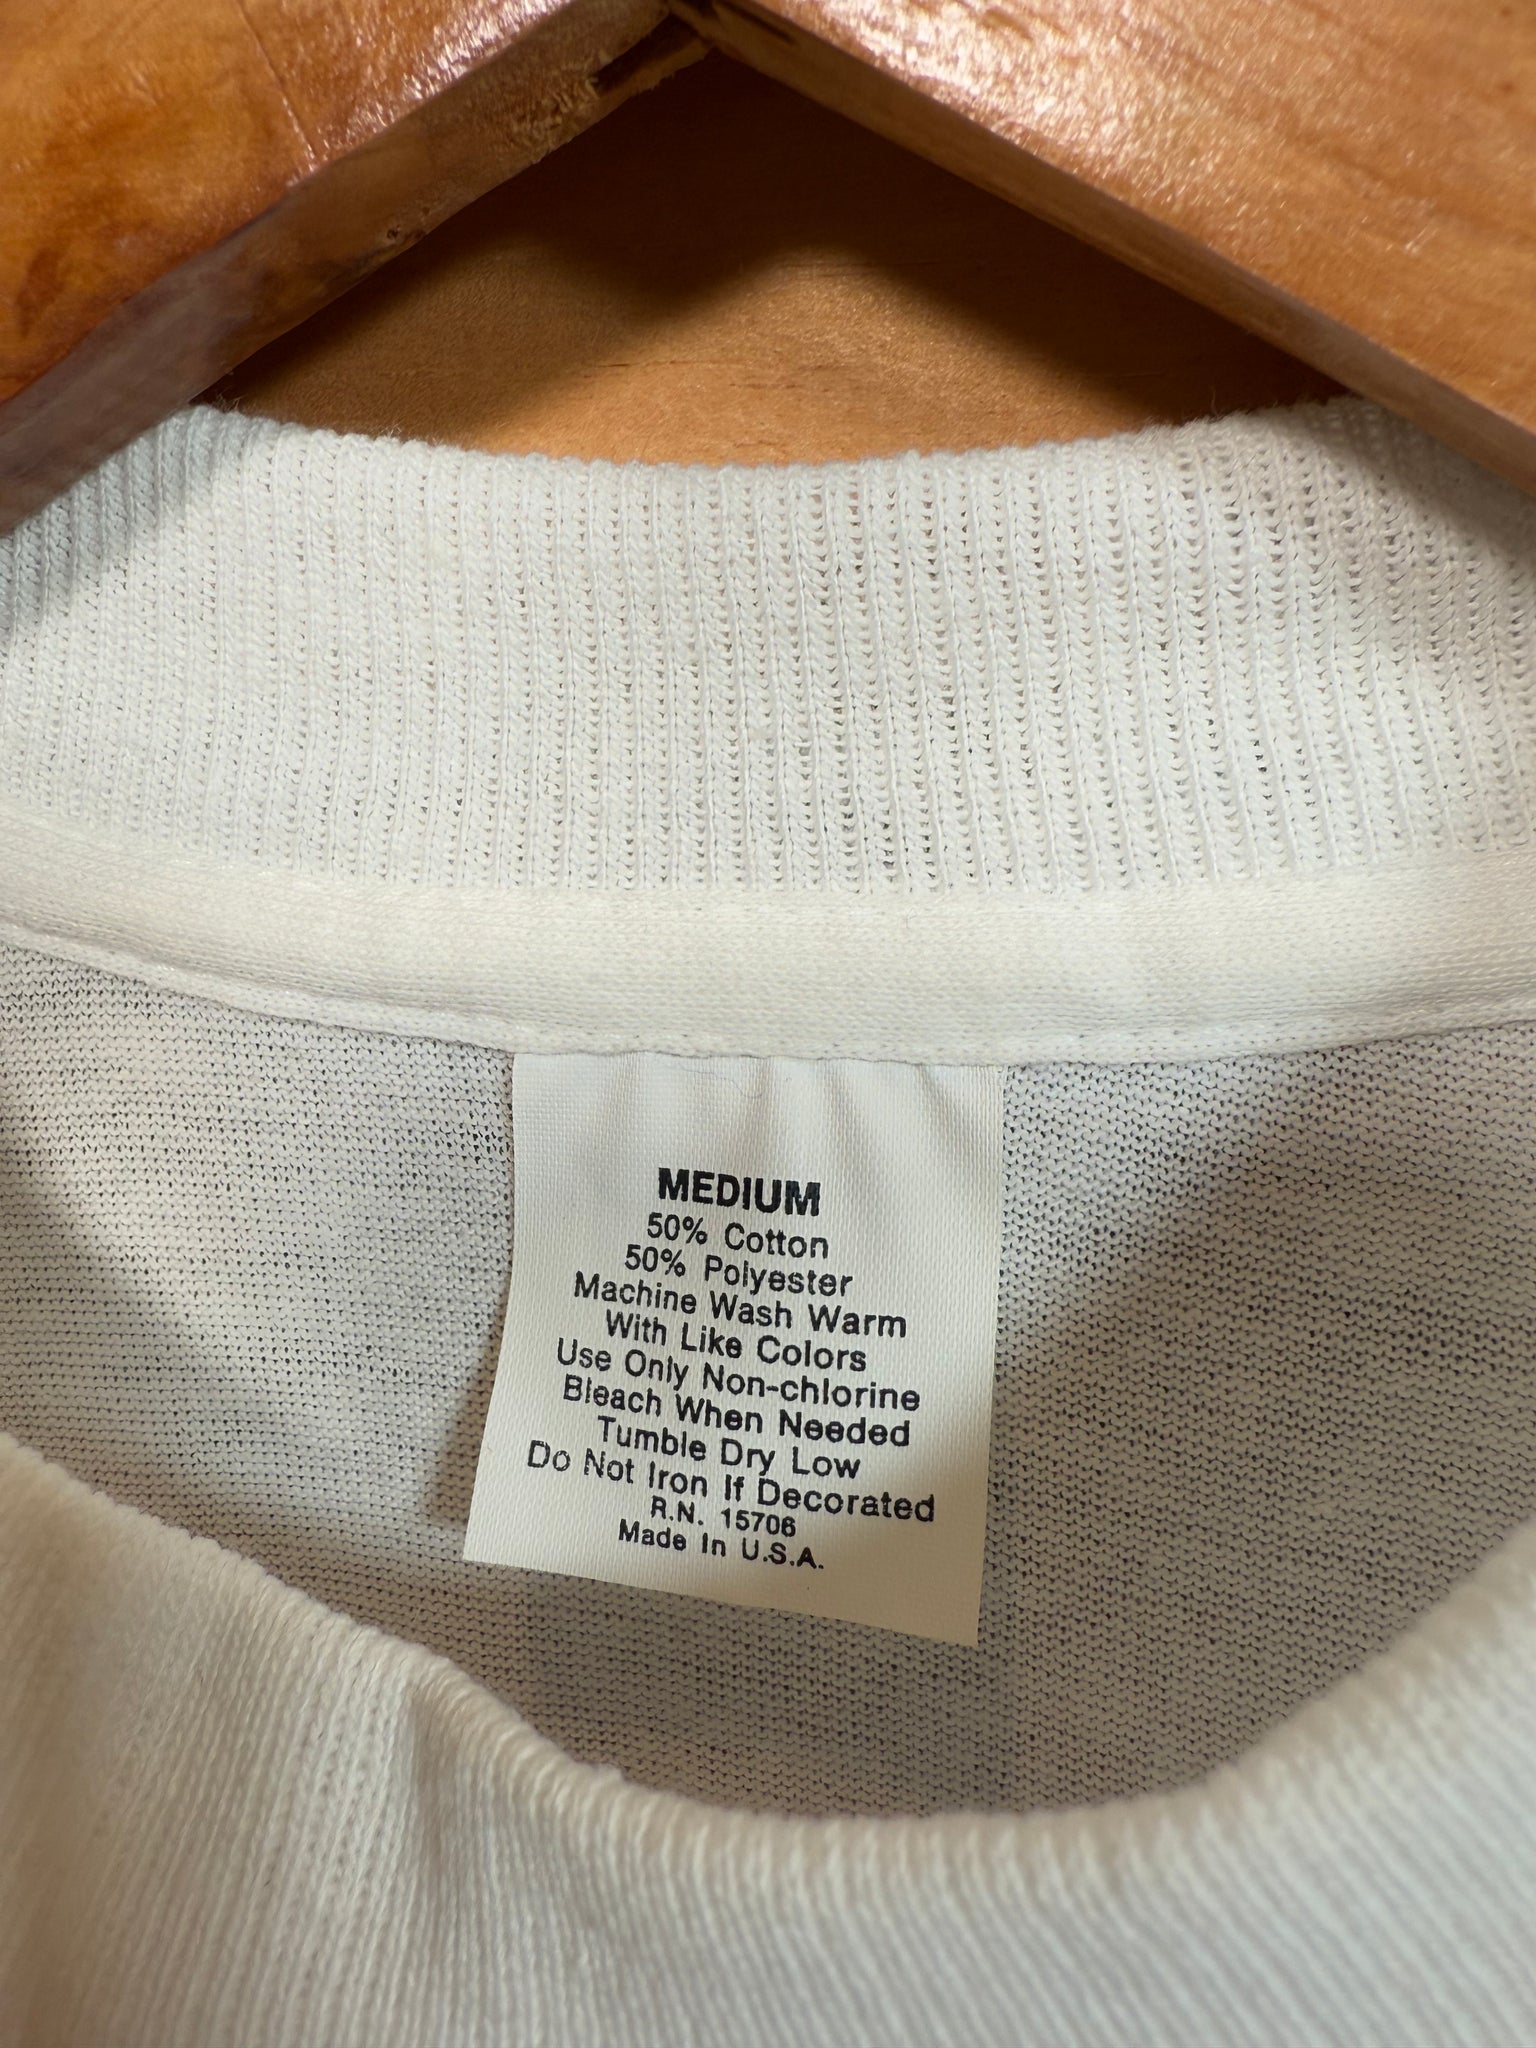 MEDIUM
50% Cotton
50% Polyester
Machine Wash Warm
With Like Colors
Use Only Non-chlorine
Bleach When Needed
Tumble Dry Low
Do Not Iron If Decorated
R.N. 15706
Made In U.S.A.